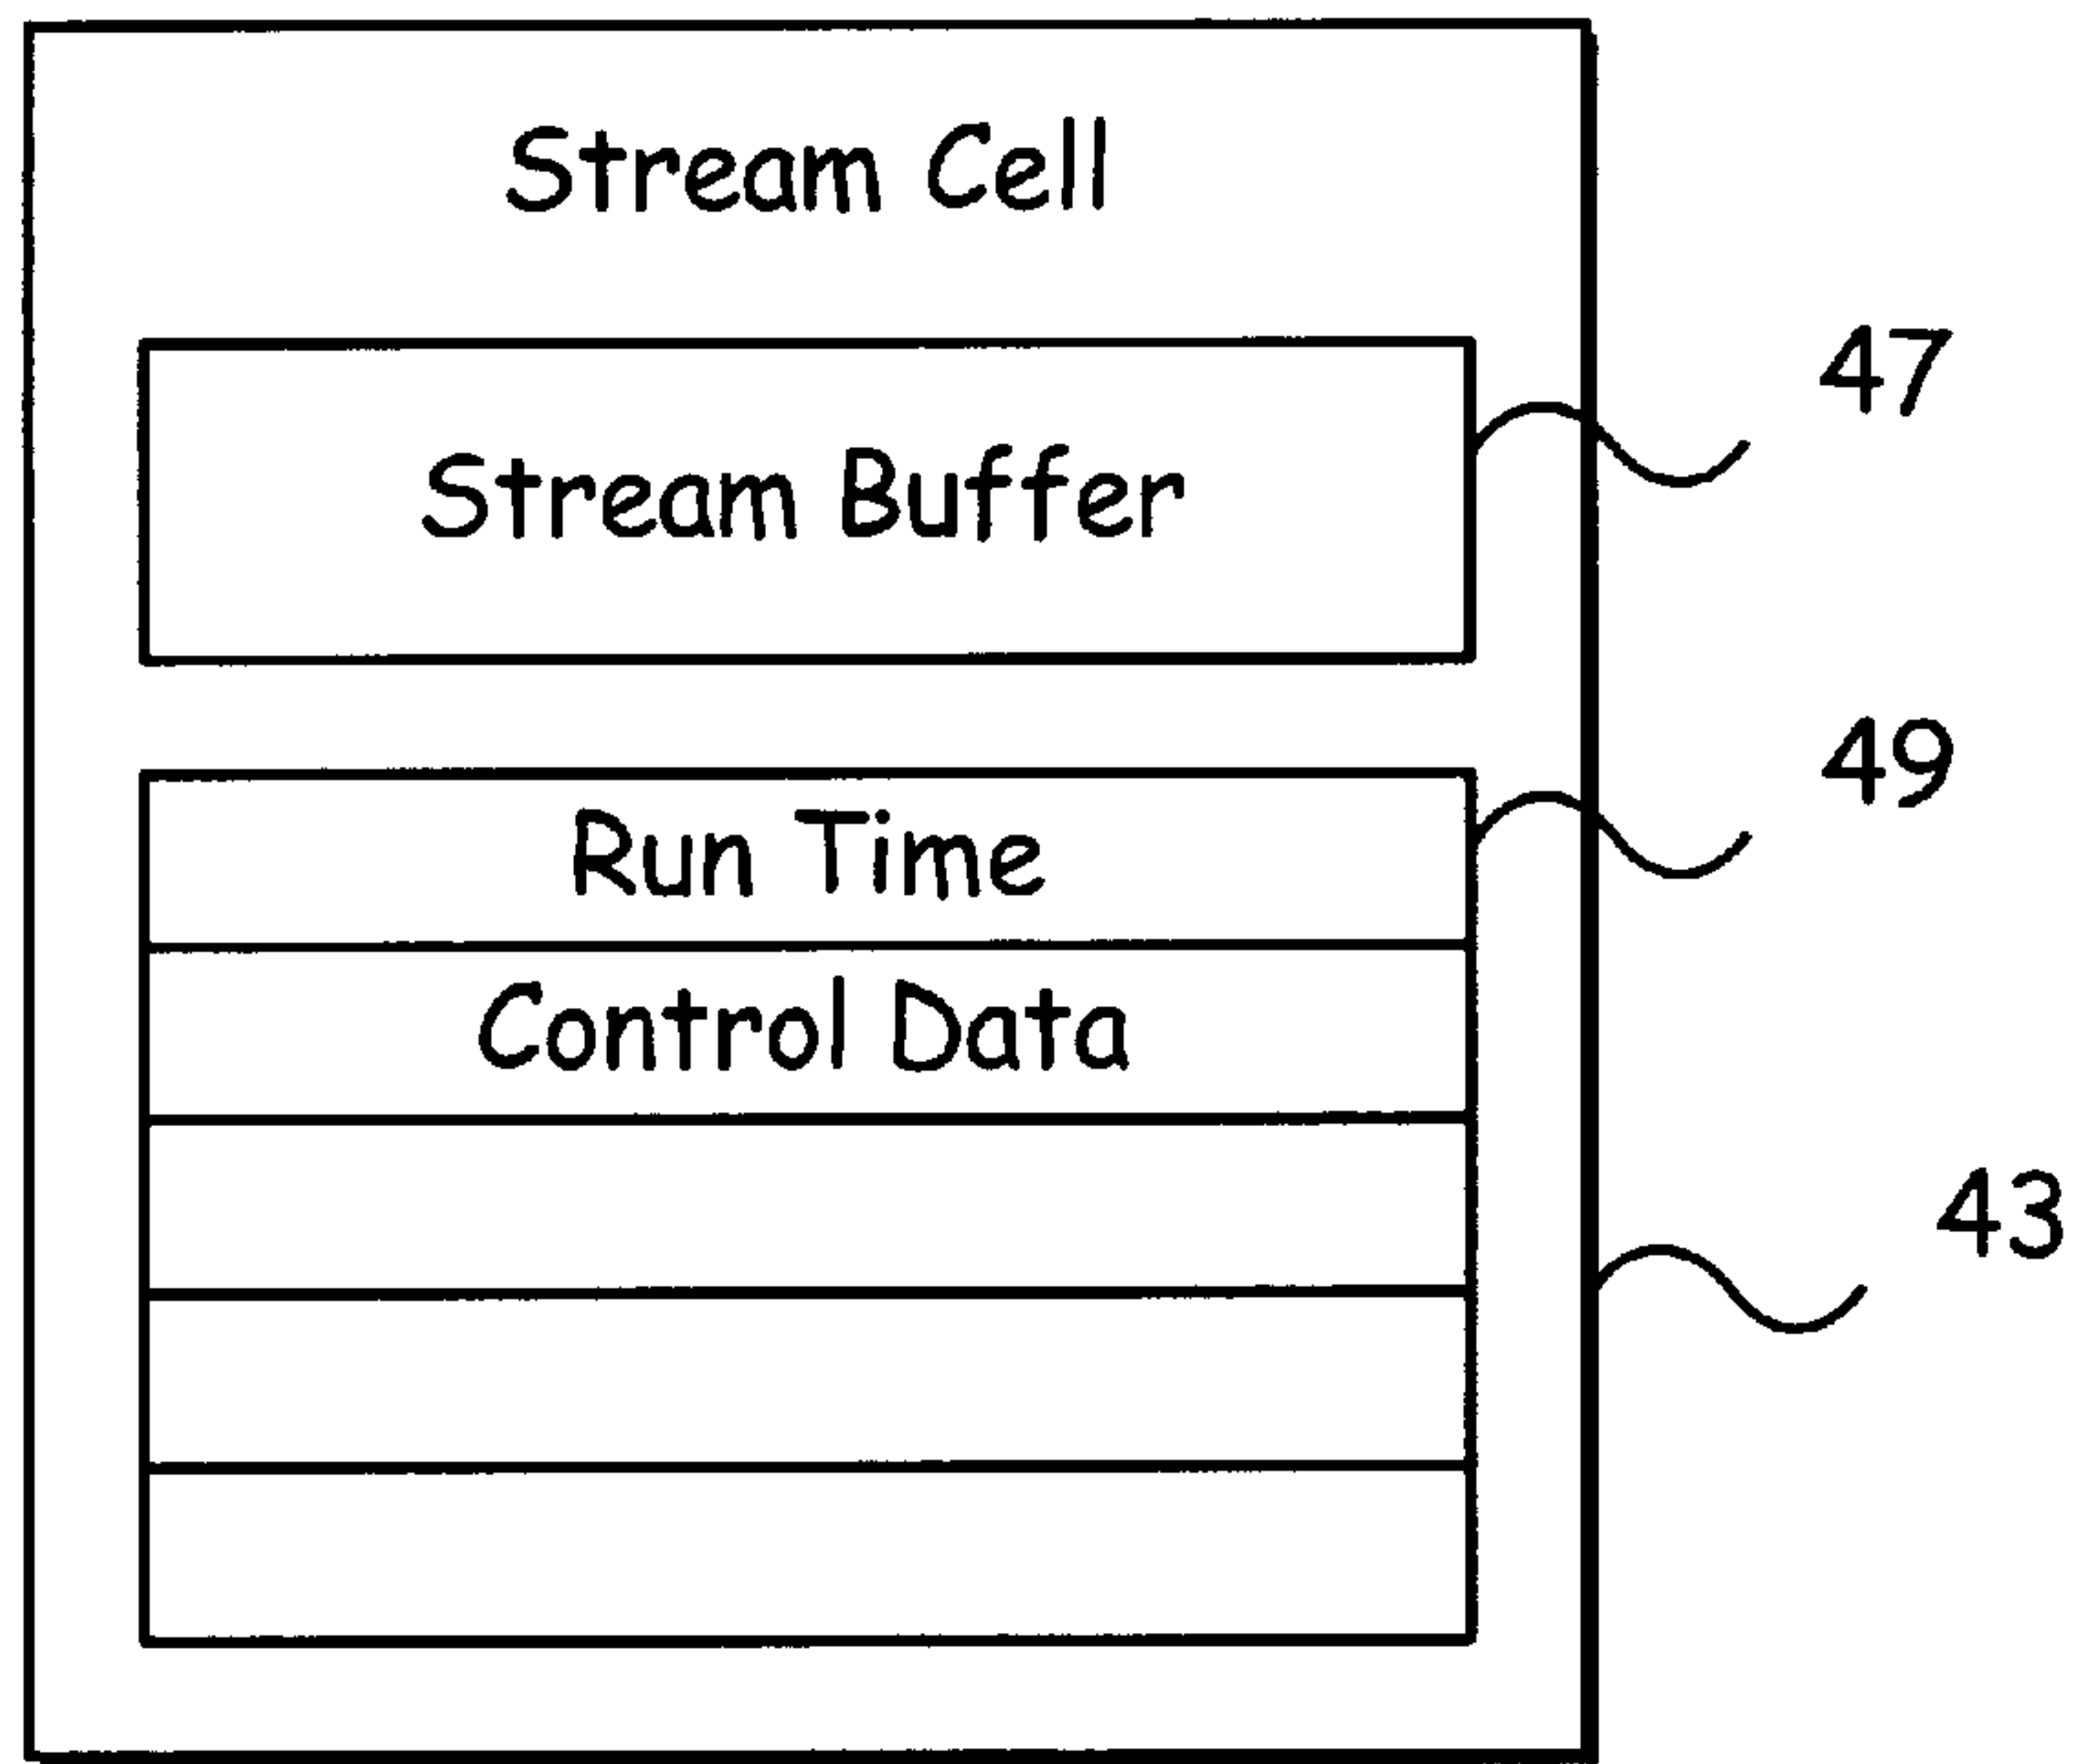 Stream Cell
47
Stream Buffer
49
Run Time
Control Data
43